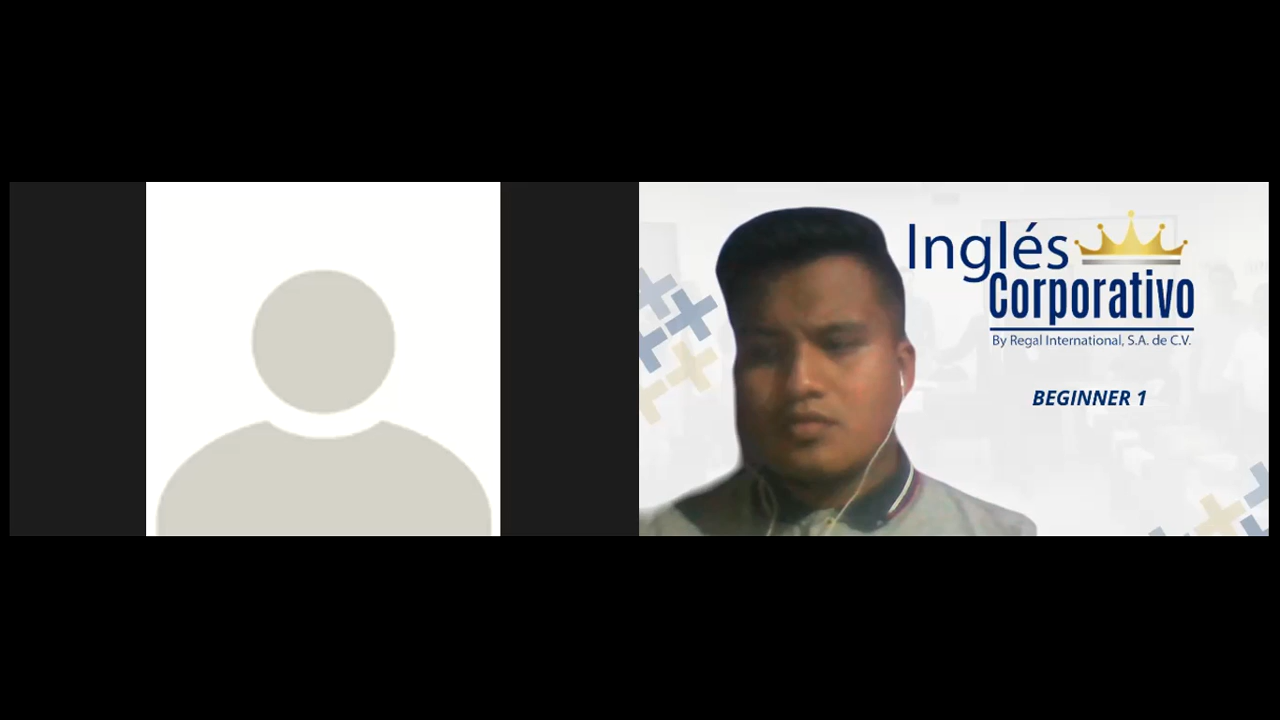 Inglés
Corporativo
By Regal International, S.A. de C.V.
BEGINNER 1